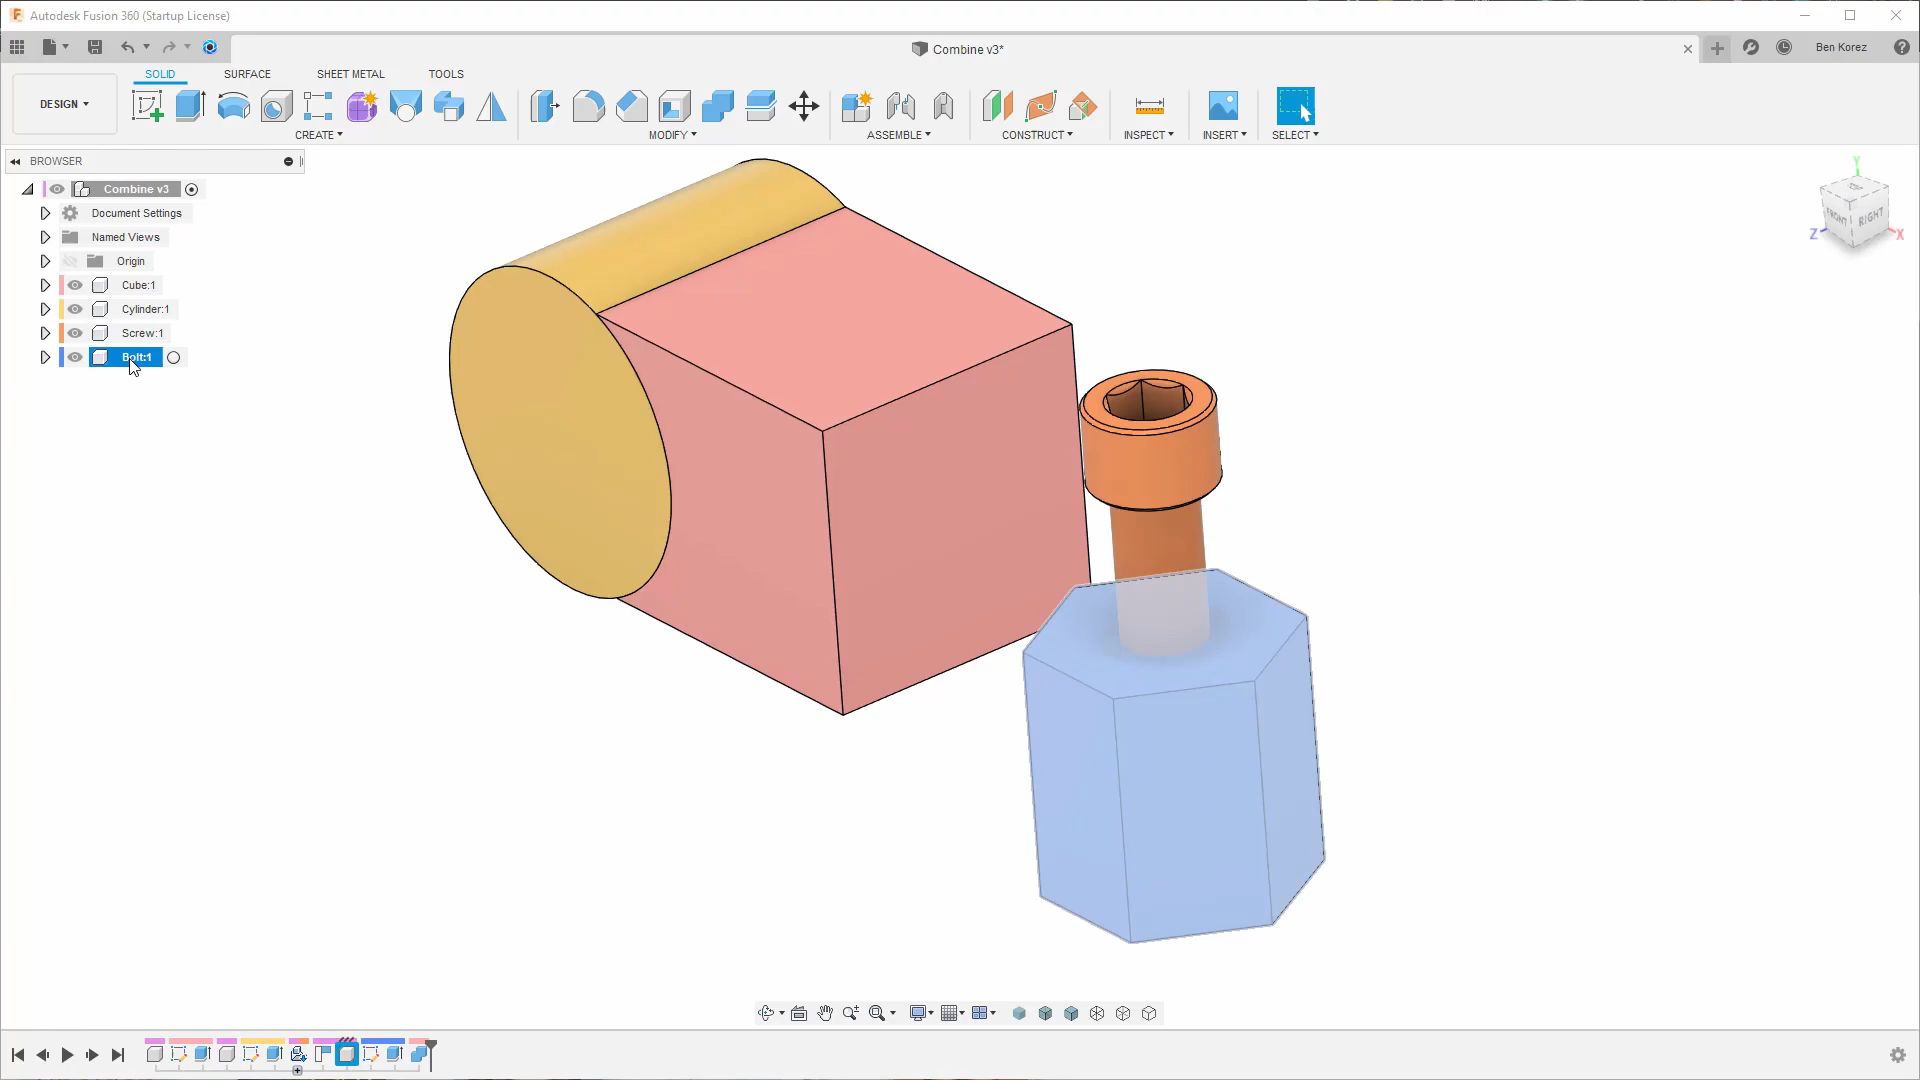 Autodesk Fusion 360 (Startup License)
Combine v3*
Ben Korez
DESIGN
SOLID
SURFACE
SHEET METAL
TOOLS
CREATE
MODIFY
ASSEMBLE
CONSTRUCT
INSPECT
INSERT
SELECT
BROWSER
Combine v3
Document Settings
Named Views
Origin
Cube:1
Cylinder:1
Screw:1
Bolt:1
Y
FRONT
RIGHT
Z
X